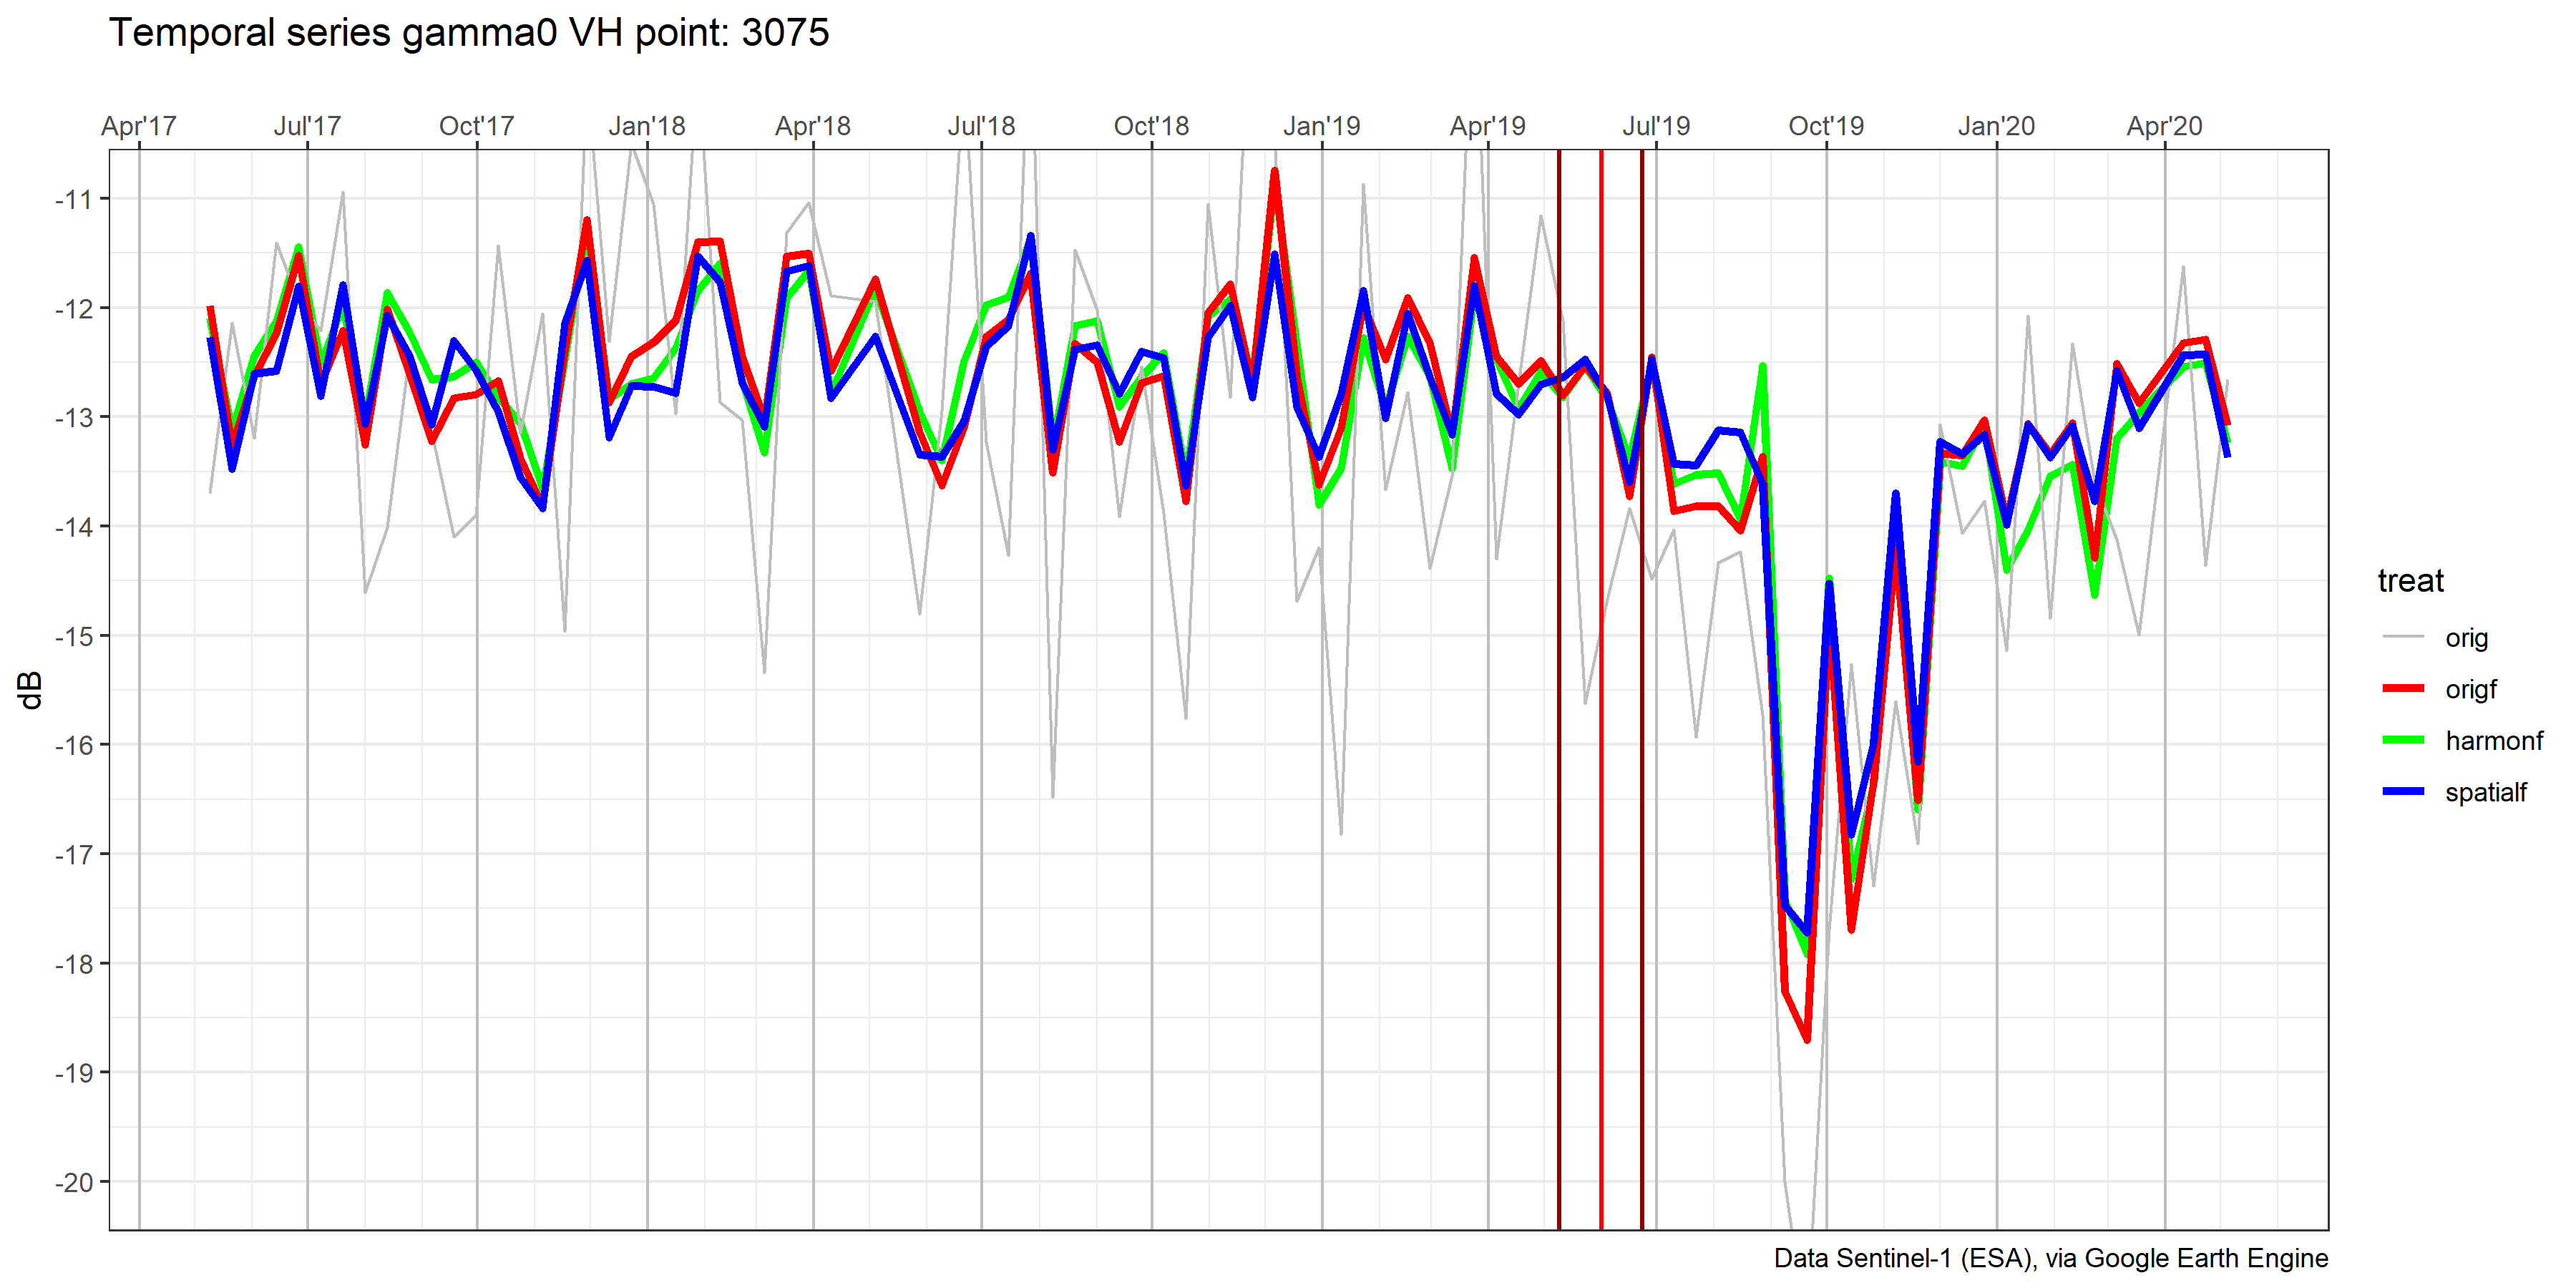 Temporal series gamma0 VH point: 3075
Apr'17 Jul'17 Oct'17 Jan'18 Apr'18 Jul'18 Oct'18 Jan'19 Apr'19 Jul'19 Oct'19 Jan'20 Apr'20
-11
-12
-13
-14
-15
-16
-17
-18
-19
-20
dB
treat
orig
origf
harmonf
spatialf
Data Sentinel-1 (ESA), via Google Earth Engine